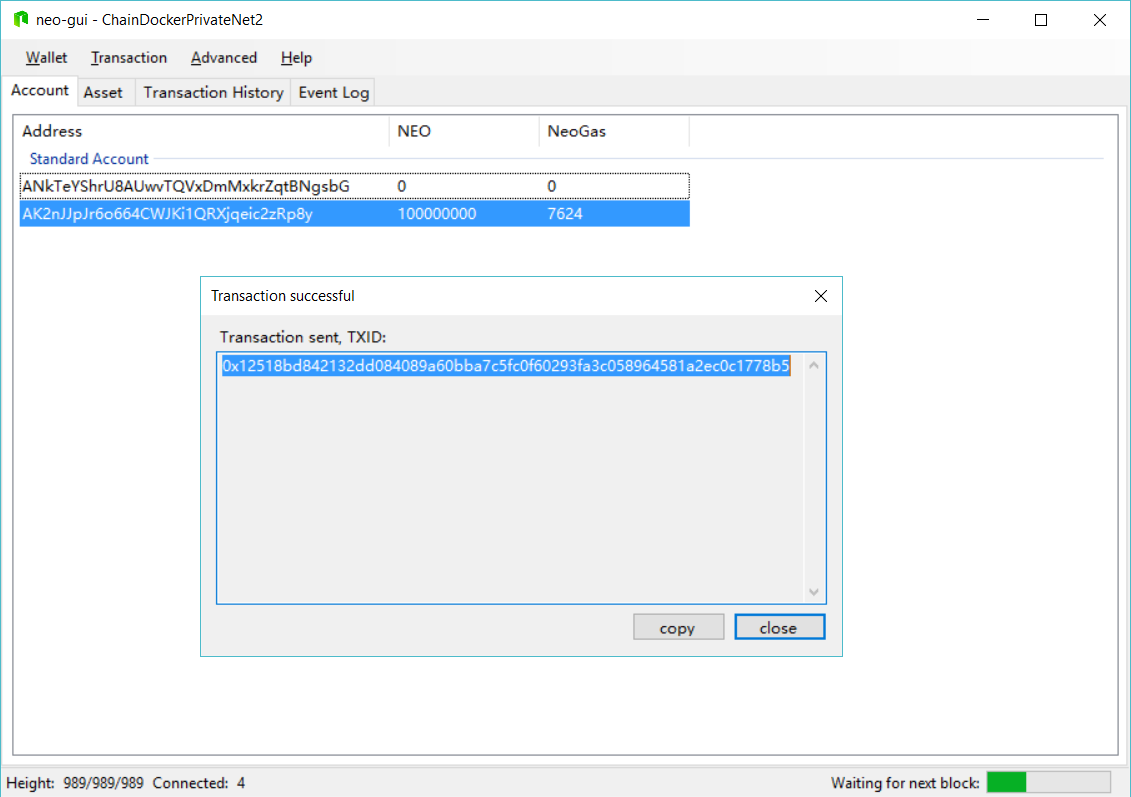 neo-gui - ChainDockerPrivateNet2
Wallet Transaction Advanced Help
Account Asset Transaction History Event Log
Address NEO NeoGas
Standard Account
ANkTeYShrU8AUwvTQVxDmMxkrZqtBNgsbG 0 0
AK2nJJpJr6o664CWJKi1QRXjqeic2zRp8y 100000000 7624
Transaction successful
Transaction sent, TXID:
0x12518bd842132dd084089a60bba7c5fc0f60293fa3c058964581a2ec0c1778b5
copy close
Height: 989/989/989 Connected: 4 Waiting for next block: